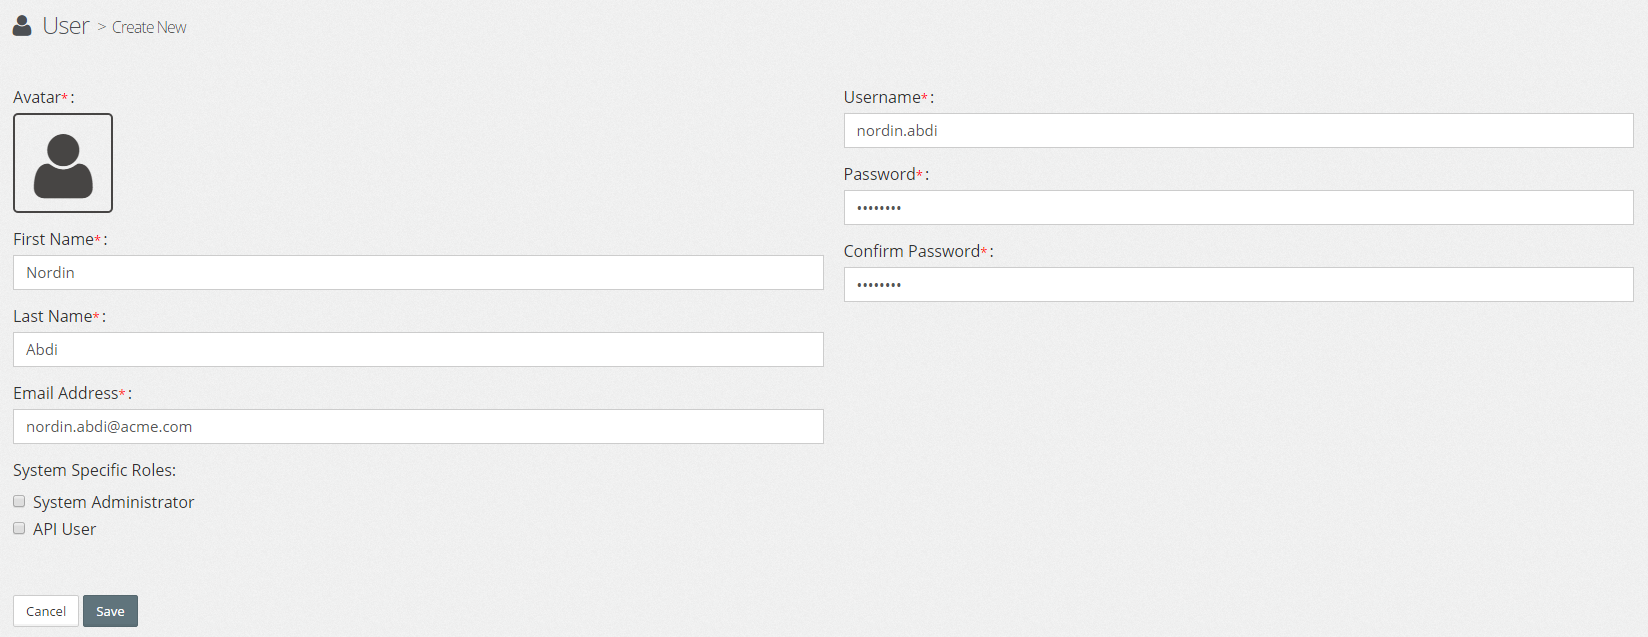 User > Create New
Avatar*:
First Name*:
Nordin
Last Name*:
Abdi
Email Address*:
nordin.abdi@acme.com
System Specific Roles:
System Administrator
API User
Username*:
nordin.abdi
Password*:
••••••••
Confirm Password*:
••••••••
Cancel Save